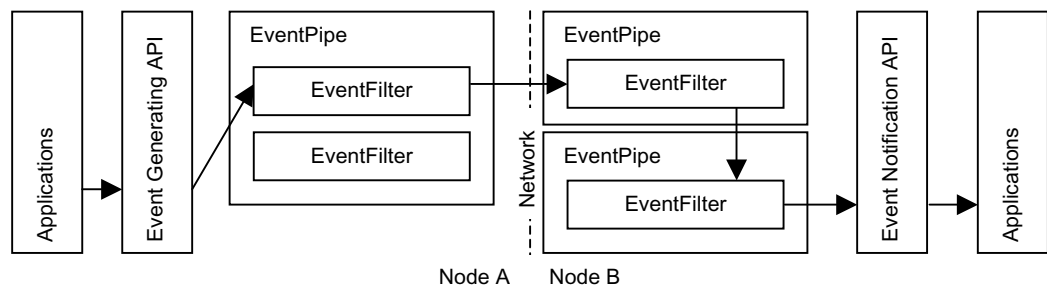 Applications
Event Generating API
EventPipe
EventFilter
EventFilter
Network
EventPipe
EventFilter
EventPipe
EventFilter
Event Notification API
Applications
Node A
Node B